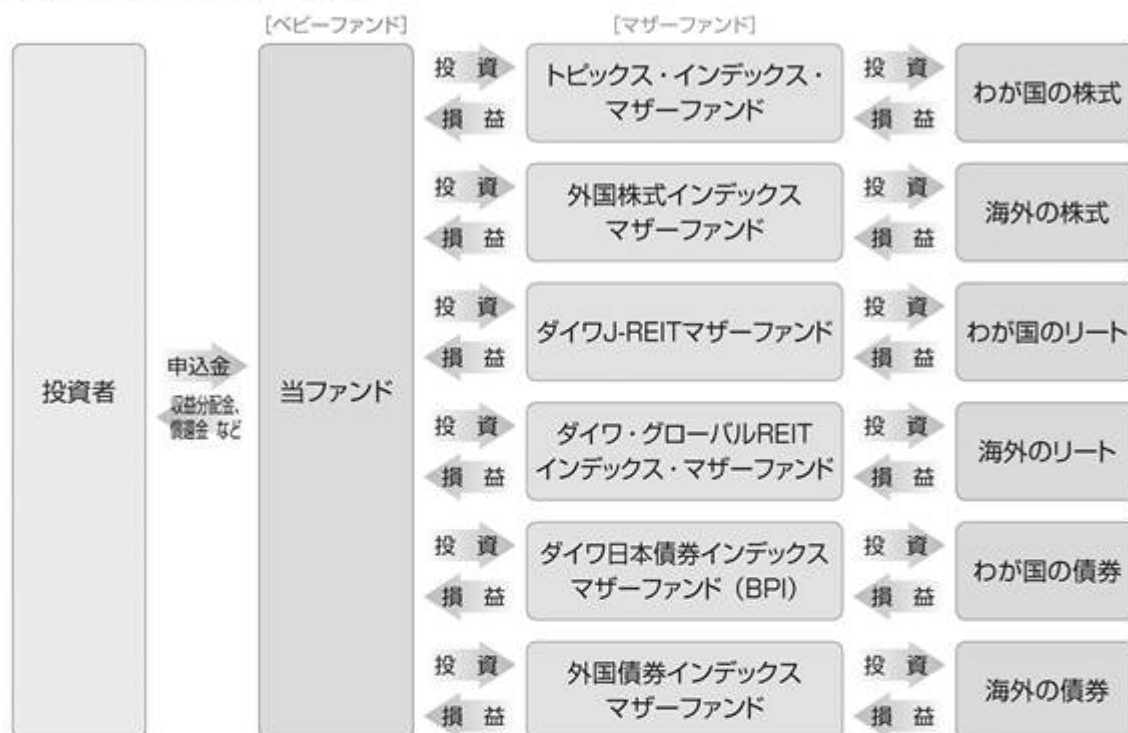 [ベビーファンド]
[マザーファンド]
投資者
申込金
収益分配金、
償還金 など
当ファンド
投 資
損 益
トピックス・インデックス・
マザーファンド
投 資
損 益
わが国の株式
投 資
損 益
外国株式インデックス
マザーファンド
投 資
損 益
海外の株式
投 資
損 益
ダイワJ-REITマザーファンド
投 資
損 益
わが国のリート
投 資
損 益
ダイワ・グローバルREIT
インデックス・マザーファンド
投 資
損 益
海外のリート
投 資
損 益
ダイワ日本債券インデックス
マザーファンド（BPI）
投 資
損 益
わが国の債券
投 資
損 益
外国債券インデックス
マザーファンド
投 資
損 益
海外の債券